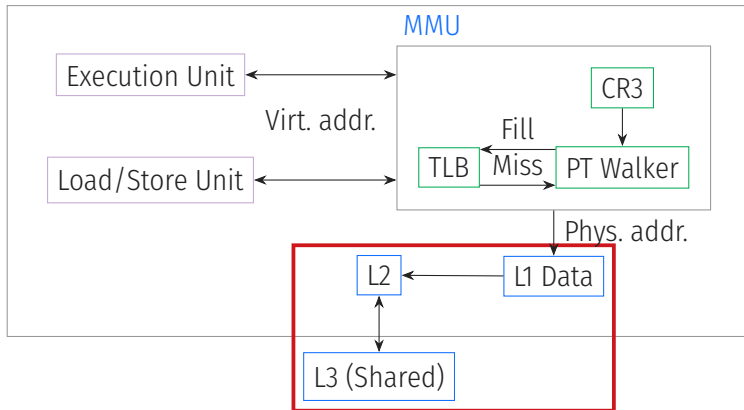 MMU
Execution Unit
CR3
Virt. addr.
Fill
TLB
Miss
PT Walker
Load/Store Unit
Phys. addr.
L2
L1 Data
L3 (Shared)